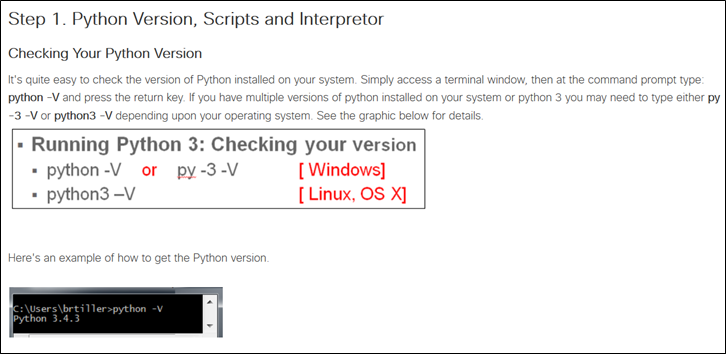 Step 1. Python Version, Scripts and Interpretor
Checking Your Python Version
It's quite easy to check the version of Python installed on your system. Simply access a terminal window, then at the command prompt type:
python -V and press the return key. If you have multiple versions of python installed on your system or python 3 you may need to type either py
-3 -V or python3 -V depending upon your operating system. See the graphic below for details.
▪ Running Python 3: Checking your version
▪ python -V or py -3 -V [ Windows]
▪ python3 –V [ Linux, OS X]
Here's an example of how to get the Python version.
C:\Users\brtiller>python -V
Python 3.4.3